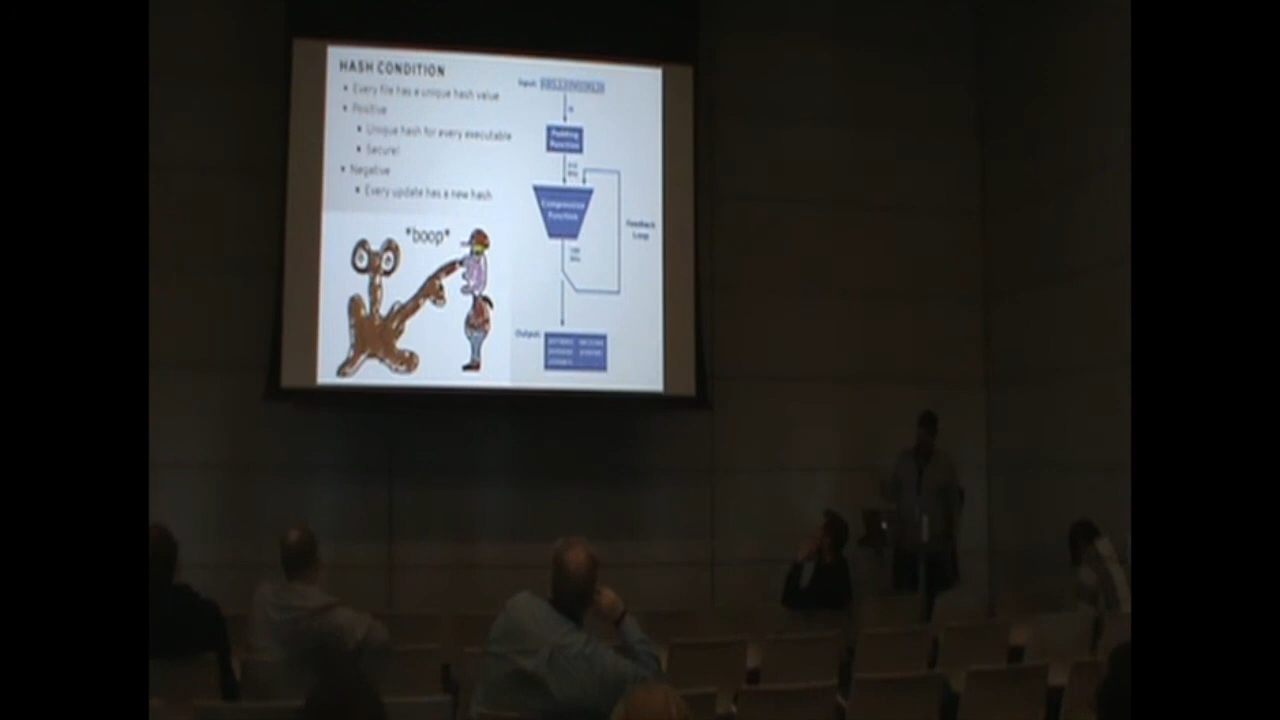 HASH CONDITION
Every file has a unique hash value
Positive
Unique hash for every executable
Secure!
Negative
Every update has a new hash
*boop*
Input:
Padding
Function
Compression
Function
Feedback
Loop
Output: